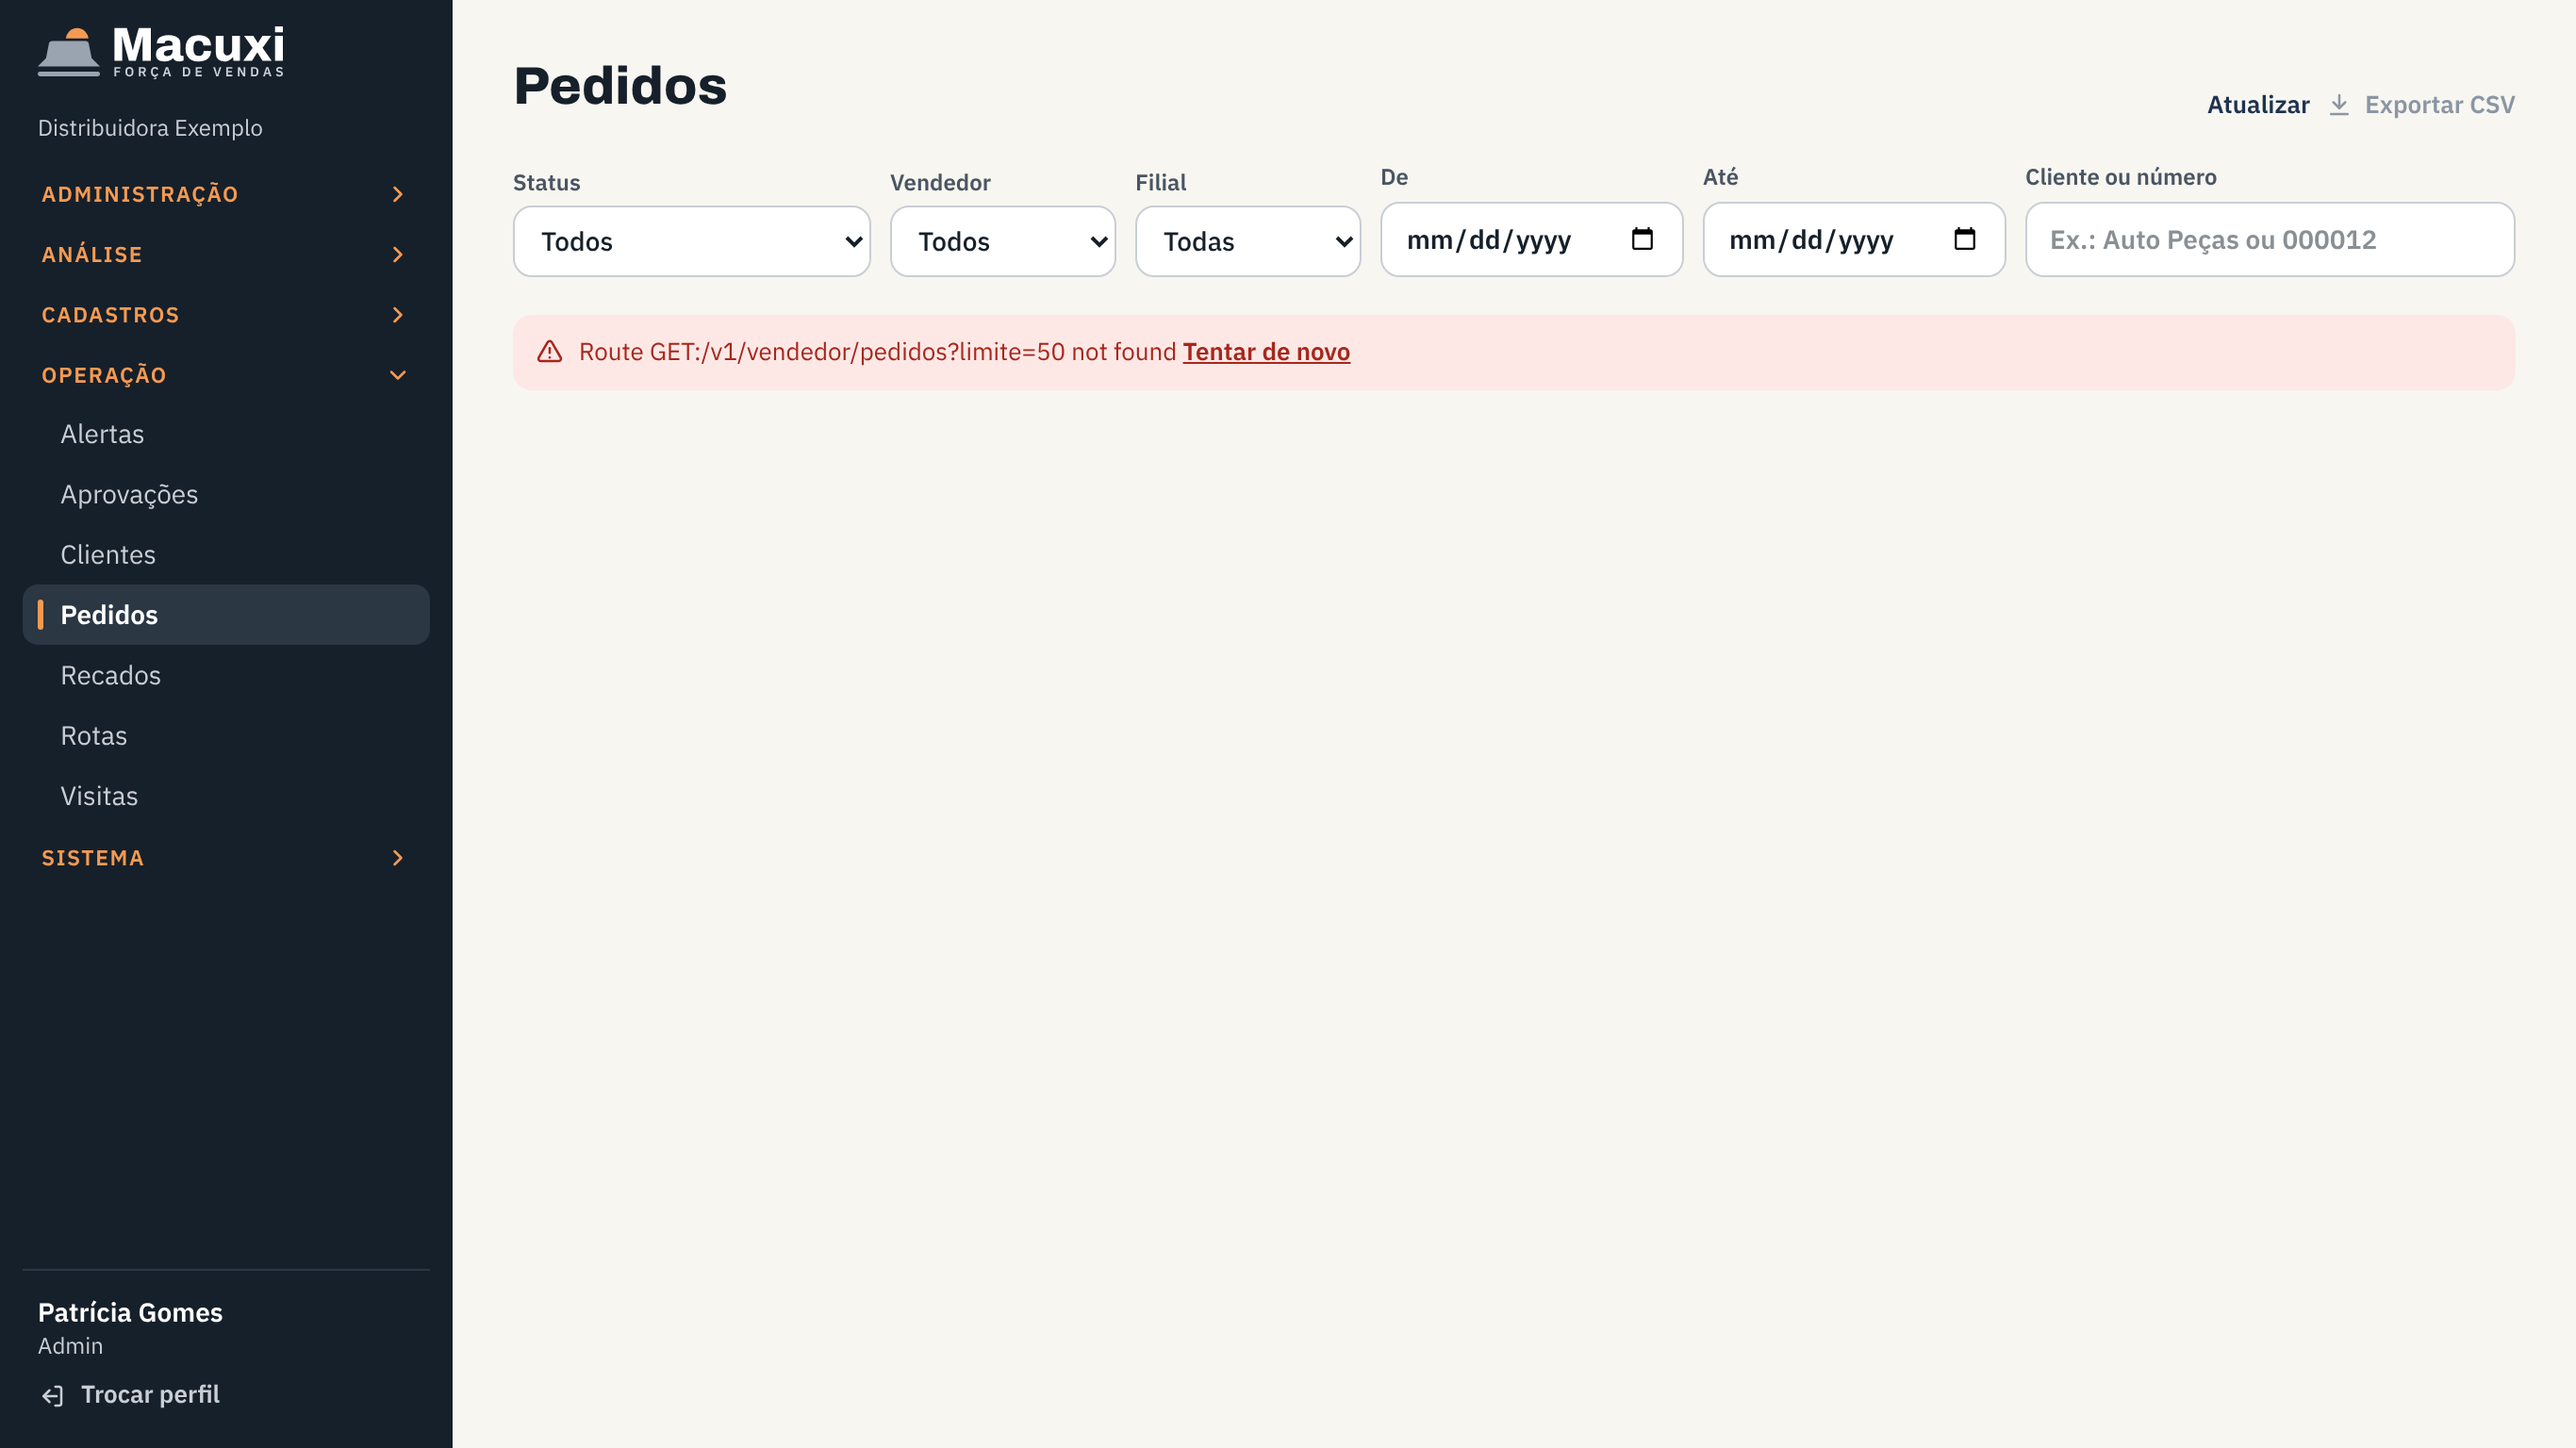 Macuxi
FORÇA DE VENDAS
Distribuidora Exemplo
ADMINISTRAÇÃO
ANÁLISE
CADASTROS
OPERAÇÃO
Alertas
Aprovações
Clientes
Pedidos
Recados
Rotas
Visitas
SISTEMA
Patrícia Gomes
Admin
Trocar perfil
Pedidos
Atualizar Exportar CSV
Status Vendedor Filial De Até Cliente ou número
Todos Todos Todas mm/dd/yyyy mm/dd/yyyy Ex.: Auto Peças ou 000012
Route GET:/v1/vendedor/pedidos?limite=50 not found Tentar de novo